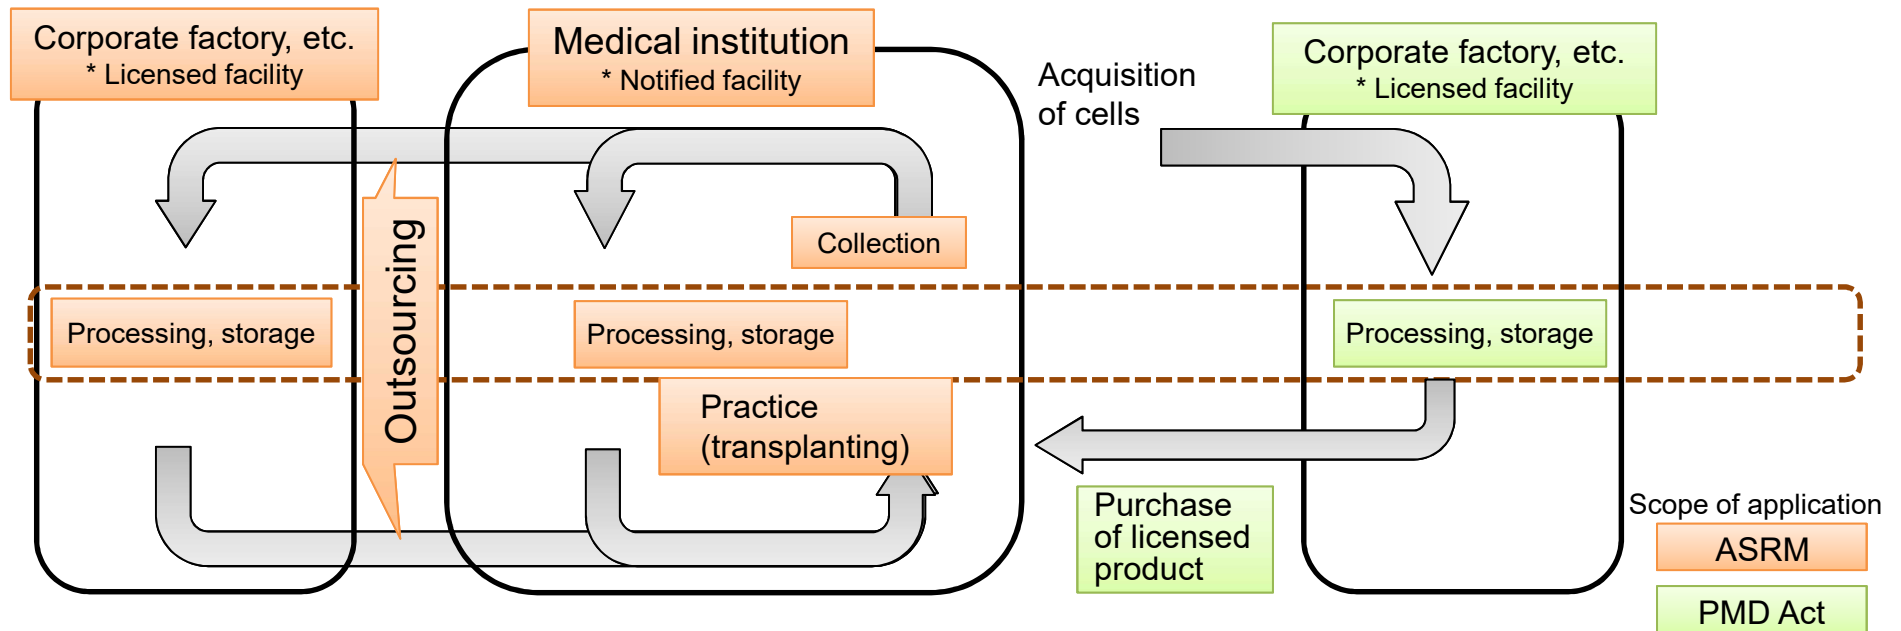 Corporate factory, etc.
* Licensed facility
Medical institution
* Notified facility
Acquisition
of cells
Corporate factory, etc.
* Licensed facility
Collection
Outsourcing
Processing, storage
Processing, storage
Processing, storage
Practice
(transplanting)
Purchase
of licensed
product
Scope of application
ASRM
PMD Act